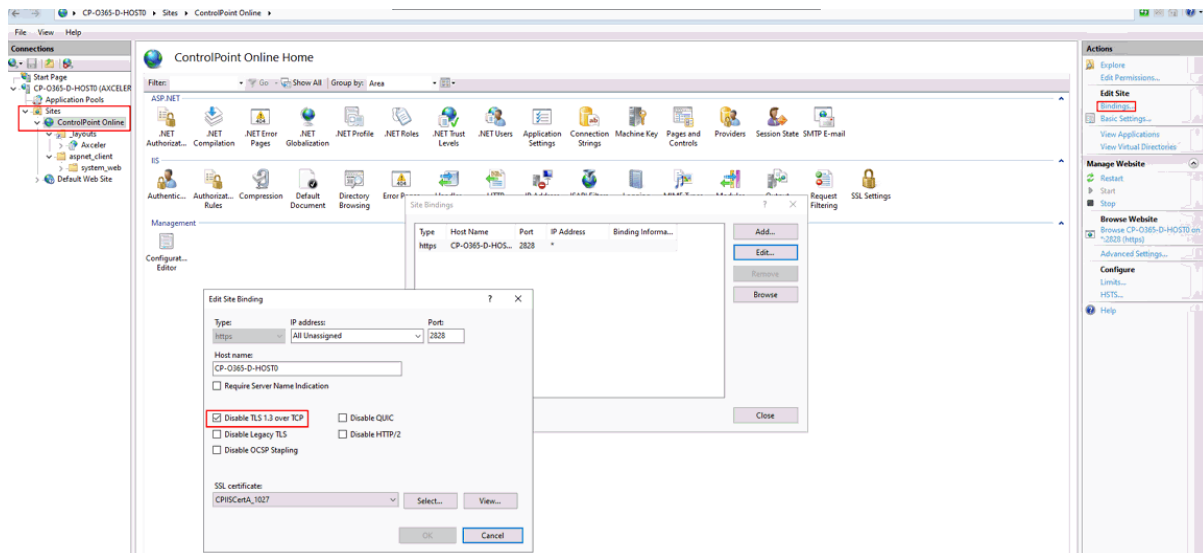 CP-O365-D-HOST0 ▸ Sites ▸ ControlPoint Online ▸
File View Help
Connections
Start Page
CP-O365-D-HOST0 (AXCELER
Application Pools
Sites
ControlPoint Online
_layouts
Axceler
aspnet_client
system_web
Default Web Site
ControlPoint Online Home
Filter: Go Show All Group by: Area
ASP.NET
.NET Authorizat...
.NET Compilation
.NET Error Pages
.NET Globalization
.NET Profile
.NET Roles
.NET Trust Levels
.NET Users
Application Settings
Connection Strings
Machine Key
Pages and Controls
Providers
Session State
SMTP E-mail
IIS
Authentic...
Authorizat... Rules
Compression
Default Document
Directory Browsing
Error P
Request Filtering
SSL Settings
Management
Configurat... Editor
Site Bindings
? ×
Type Host Name Port IP Address Binding Informa...
https CP-O365-D-HOS... 2828 *
Add...
Edit...
Remove
Browse
Close
Edit Site Binding
? ×
Type: IP address: Port:
https All Unassigned 2828
Host name:
CP-O365-D-HOST0
Require Server Name Indication
Disable TLS 1.3 over TCP Disable QUIC
Disable Legacy TLS Disable HTTP/2
Disable OCSP Stapling
SSL certificate:
CPIISCertA_1027 Select... View...
OK Cancel
Actions
Explore
Edit Permissions...
Edit Site
Bindings...
Basic Settings...
View Applications
View Virtual Directories
Manage Website
Restart
Start
Stop
Browse Website
Browse CP-O365-D-HOST0 on
*:2828 (https)
Advanced Settings...
Configure
Limits...
HSTS...
Help